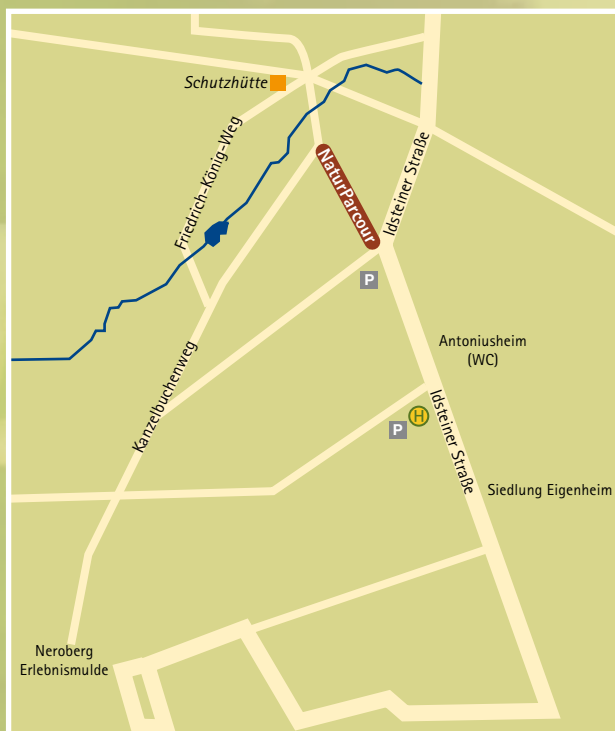 Schutzhütte
Friedrich-König-Weg
NaturParcour
Idsteiner Straße
P
Antoniusheim
(WC)
Kanzelbuchenweg
H
P
Idsteiner Straße
Siedlung Eigenheim
Neroberg
Erlebnismulde